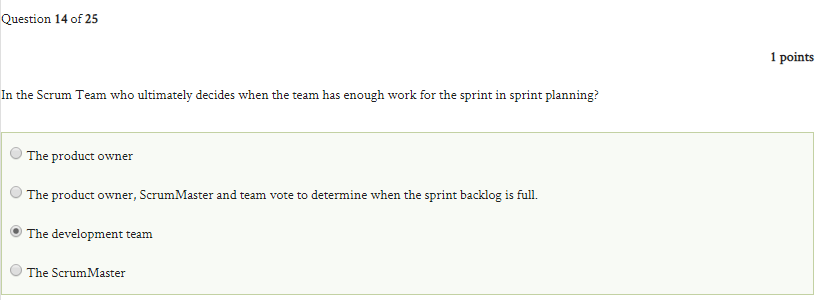 Question 14 of 25
1 points
In the Scrum Team who ultimately decides when the team has enough work for the sprint in sprint planning?
The product owner
The product owner, ScrumMaster and team vote to determine when the sprint backlog is full.
The development team
The ScrumMaster